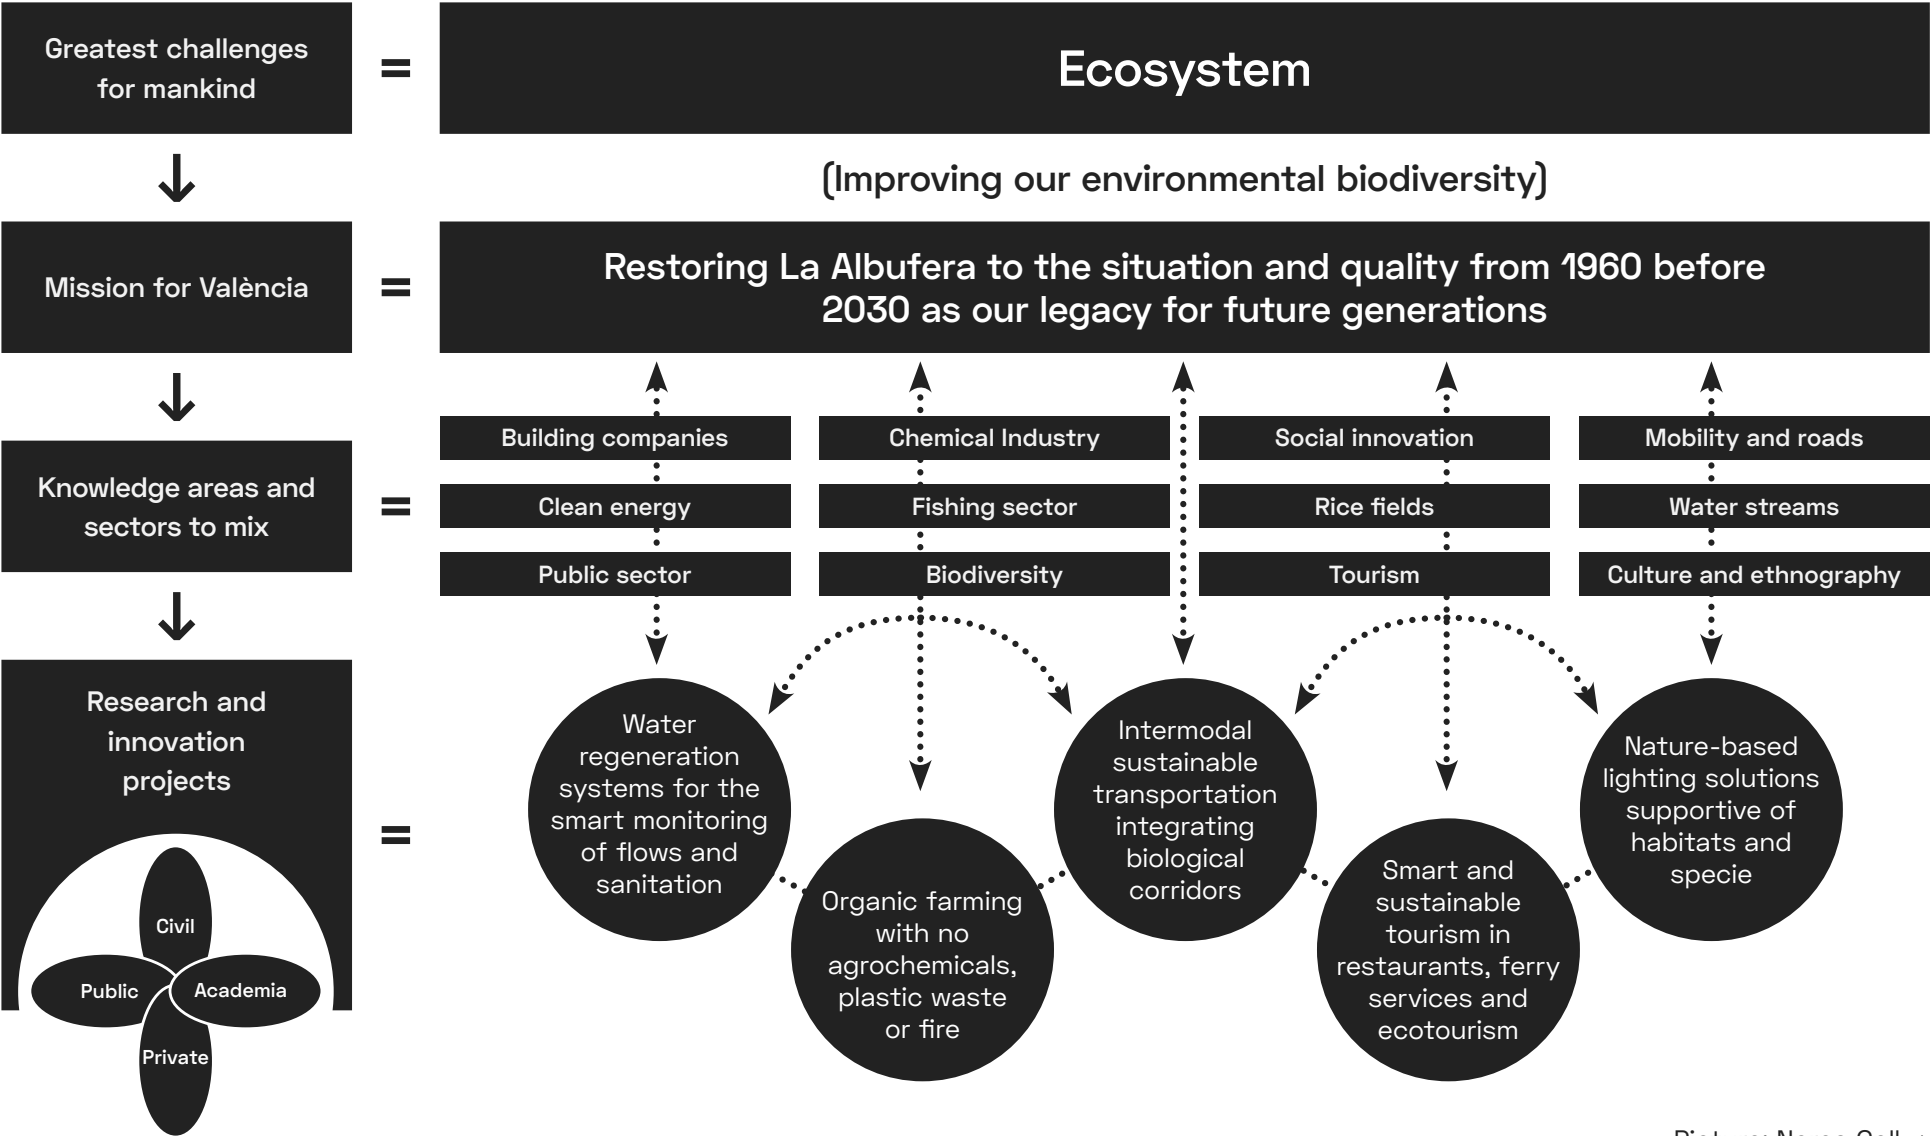 Greatest challenges
for mankind
=
Ecosystem
(Improving our environmental biodiversity)
Mission for València
=
Restoring La Albufera to the situation and quality from 1960 before
2030 as our legacy for future generations
Knowledge areas and
sectors to mix
=
Building companies
Chemical Industry
Social innovation
Mobility and roads
Clean energy
Fishing sector
Rice fields
Water streams
Public sector
Biodiversity
Tourism
Culture and ethnography
Research and
innovation
projects
Civil
Public
Academia
Private
=
Water
regeneration
systems for the
smart monitoring
of flows and
sanitation
Organic farming
with no
agrochemicals,
plastic waste
or fire
Intermodal
sustainable
transportation
integrating
biological
corridors
Smart and
sustainable
tourism in
restaurants, ferry
services and
ecotourism
Nature-based
lighting solutions
supportive of
habitats and
specie